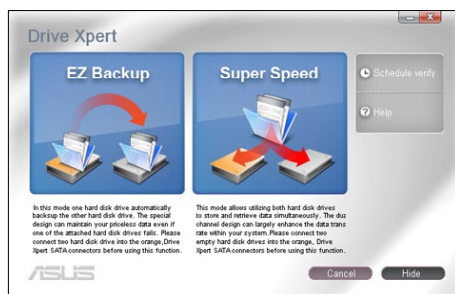 Drive Xpert
EZ Backup
Super Speed
Schedule verify
Help
In this mode one hard disk drive automatically
backup the other hard disk drive. The special
design can maintain your priceless data even if
one of the attached hard disk drives fails. Please
connect two hard disk drive into the orange,Drive
Xpert SATA connectors before using this function.
This mode allows utilizing both hard disk drives
to store and retrieve data simultaneously. The dua
channel design can largely enhance the data trans
rate within your system.Please connect two
empty hard disk drives into the orange, Drive
Xpert SATA connectors before using this function.
ASUS
Cancel
Hide